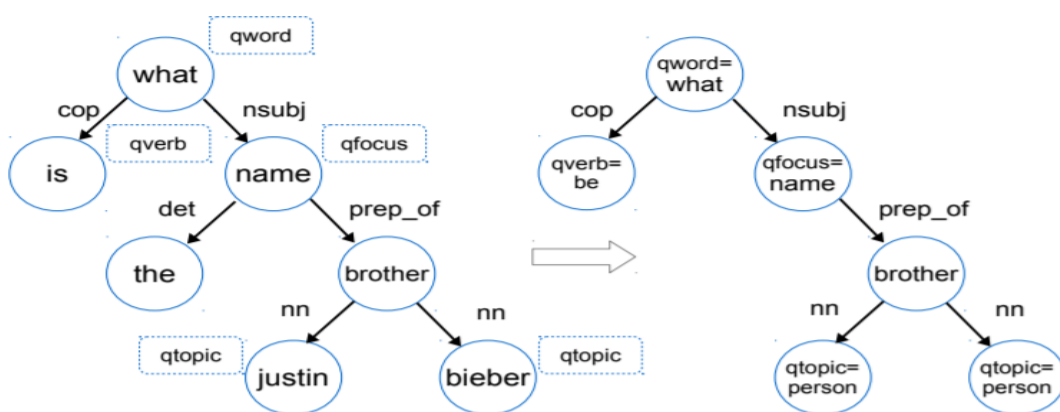 qword
what
cop
nsubj
qverb
qfocus
is
name
det
prep_of
the
brother
nn
nn
qtopic
justin
bieber
qtopic
qword=
what
cop
nsubj
qverb=
be
qfocus=
name
prep_of
brother
nn
nn
qtopic=
person
qtopic=
person